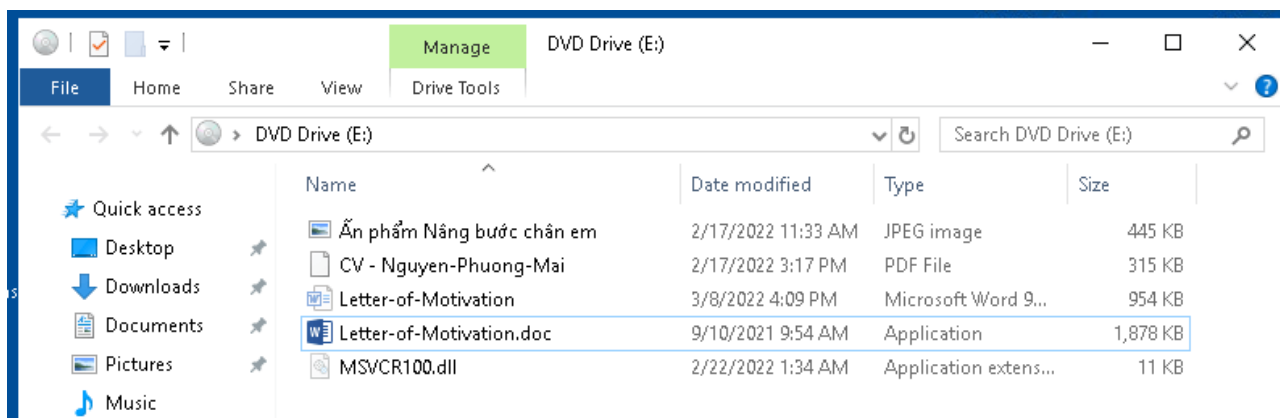 Manage DVD Drive (E:)
File Home Share View Drive Tools
DVD Drive (E:) Search DVD Drive (E:)
Name Date modified Type Size
Quick access
Desktop
Downloads
Documents
Pictures
Music
Ấn phẩm Nâng bước chân em 2/17/2022 11:33 AM JPEG image 445 KB
CV - Nguyen-Phuong-Mai 2/17/2022 3:17 PM PDF File 315 KB
Letter-of-Motivation 3/8/2022 4:09 PM Microsoft Word 9... 954 KB
Letter-of-Motivation.doc 9/10/2021 9:54 AM Application 1,878 KB
MSVCR100.dll 2/22/2022 1:34 AM Application extens... 11 KB